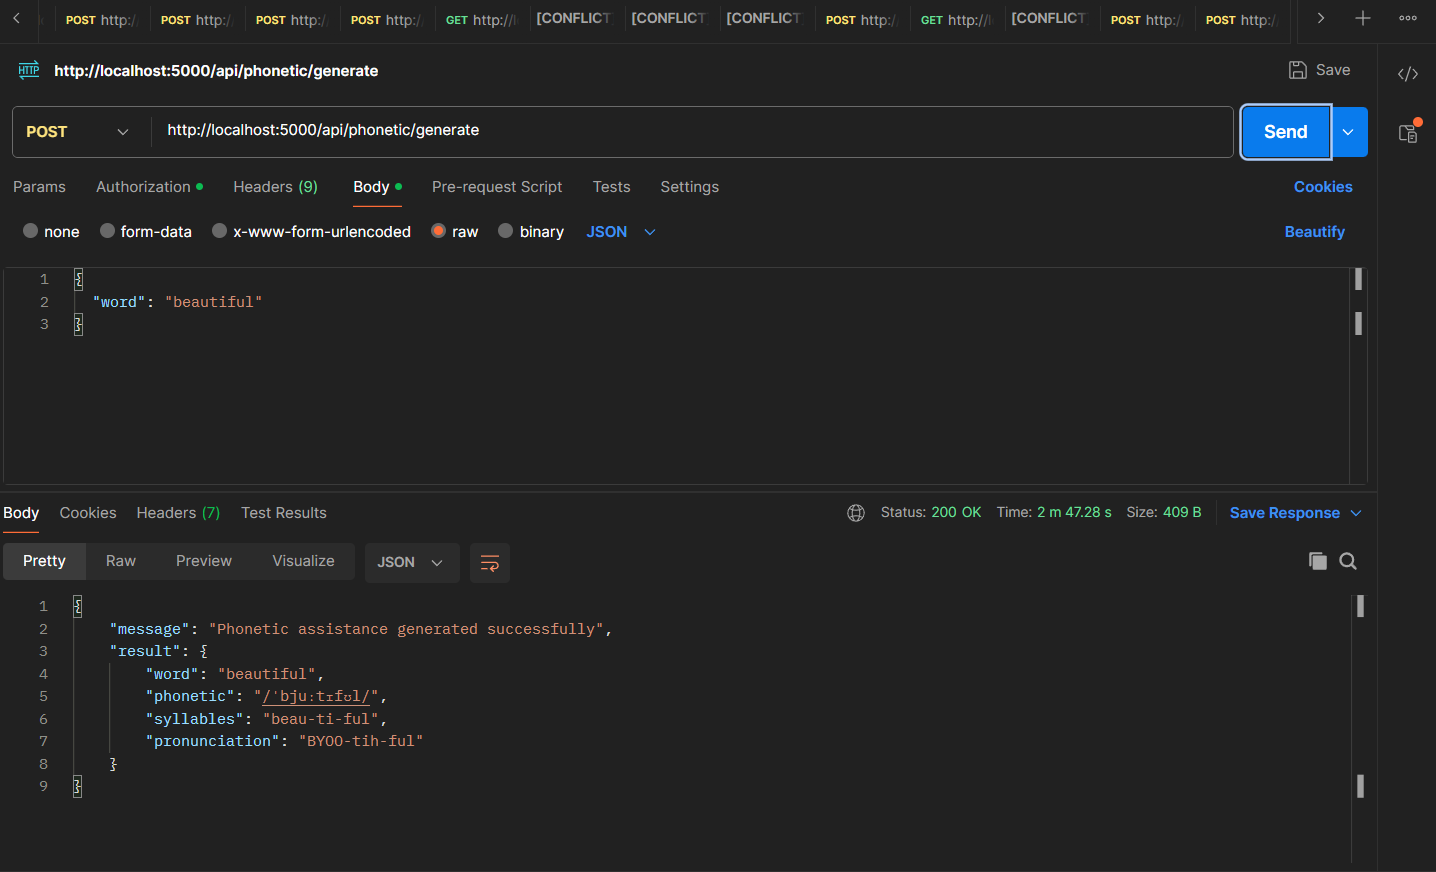 POST http:/ POST http:/ POST http:/ POST http:/ GET http:// [CONFLICT [CONFLICT [CONFLICT POST http:/ GET http:// [CONFLICT POST http:/ POST http:/
HTTP http://localhost:5000/api/phonetic/generate Save
POST http://localhost:5000/api/phonetic/generate Send
Params Authorization Headers (9) Body Pre-request Script Tests Settings Cookies
none form-data x-www-form-urlencoded raw binary JSON Beautify
1 {
2 "word": "beautiful"
3 }
Body Cookies Headers (7) Test Results Status: 200 OK Time: 2 m 47.28 s Size: 409 B Save Response
Pretty Raw Preview Visualize JSON
1 {
2 "message": "Phonetic assistance generated successfully",
3 "result": {
4 "word": "beautiful",
5 "phonetic": "/ˈbjuːtɪfʊl/",
6 "syllables": "beau-ti-ful",
7 "pronunciation": "BYOO-tih-ful"
8 }
9 }